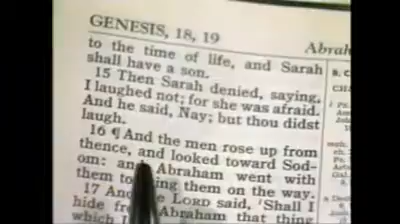 GENESIS, 18, 19
Abrah
to the time of life, and Sarah
shall have a son.
15 Then Sarah denied, saying,
I laughed not; for she was afraid.
And he said, Nay; but thou didst
laugh.
16 ¶ And the men rose up from
thence, and looked toward Sod-
om: and Abraham went with
them to bring them on the way.
17 And the LORD said, Shall I
hide from Abraham that thing
which I